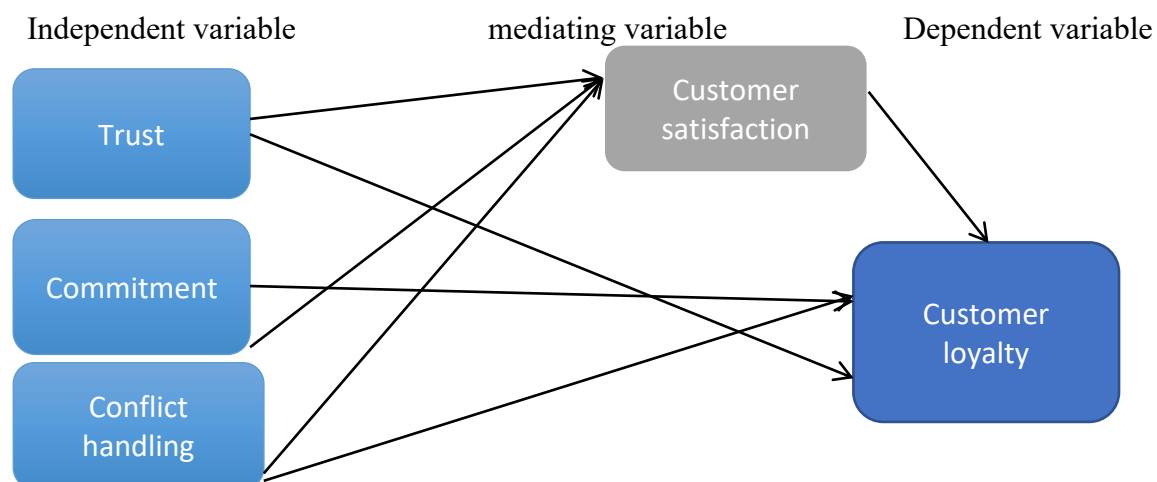 Independent variable
mediating variable
Dependent variable
Trust
Customer
satisfaction
Commitment
Customer
loyalty
Conflict
handling